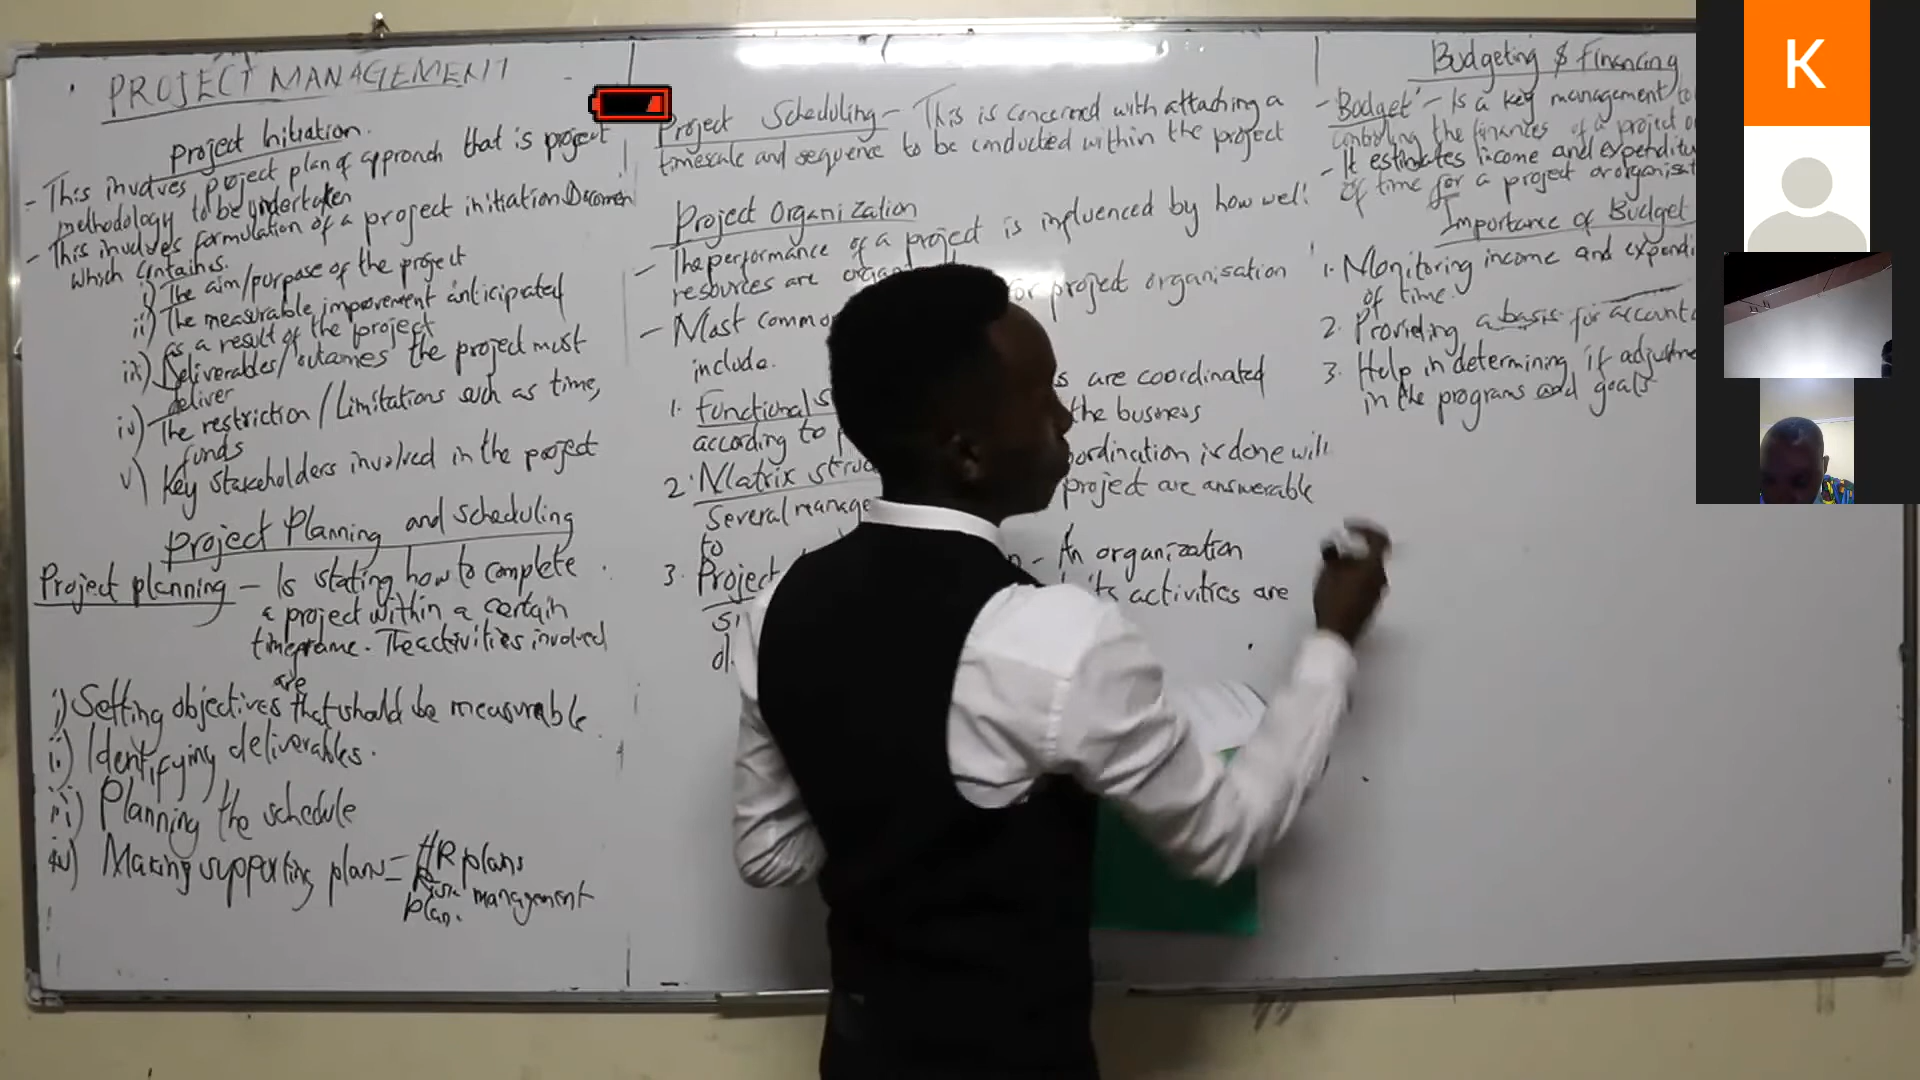 PROJECT MANAGEMENT
Project Initiation.
- This involves project plan of approach that is project
methodology to be undertaken
- This involves formulation of a project initiation Documen
which contains.
i) The aim/purpose of the project
ii) The measurable improvement anticipated
as a result of the project
iii) Deliverables/outcomes the project must
deliver
iv) The restriction/Limitations such as time,
funds
v) Key stakeholders involved in the project
Project Planning and scheduling
Project planning - Is stating how to complete
a project within a certain
timeframe. The activities involved
are
i) Setting objectives that should be measurable
ii) Identifying deliverables.
iii) Planning the schedule
iv) Making supporting plans = HR plans
Risk management
plan.
Project Scheduling - This is concerned with attaching a
timescale and sequence to be conducted within the project
Project Organization
- The performance of a project is influenced by how well
resources are
for project organisation
- Most commo
include.
1. Functional s
s are coordinated
according to
the business
2. Matrix struc
oordination is done will
Several manage
project are answerable
to
3. Project
- An organization
its activities are
Budgeting & Financing
- Budget - Is a key management to
controlling the finances of a project o
- It estimates income and expenditu
of time for a project or organisat
Importance of Budget
1. Monitoring income and expendi
of time.
2. Providing a basis for account
3. Help in determining if adjustme
in the programs and goals
K